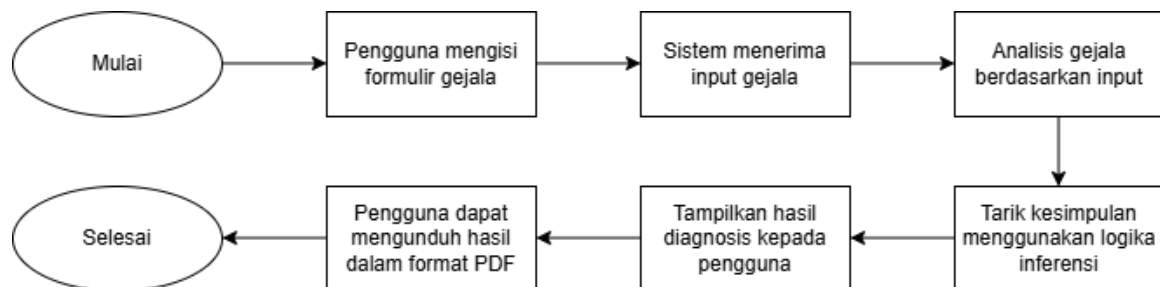 Mulai
Pengguna mengisi
formulir gejala
Sistem menerima
input gejala
Analisis gejala
berdasarkan input
Tarik kesimpulan
menggunakan logika
inferensi
Tampilkan hasil
diagnosis kepada
pengguna
Pengguna dapat
mengunduh hasil
dalam format PDF
Selesai